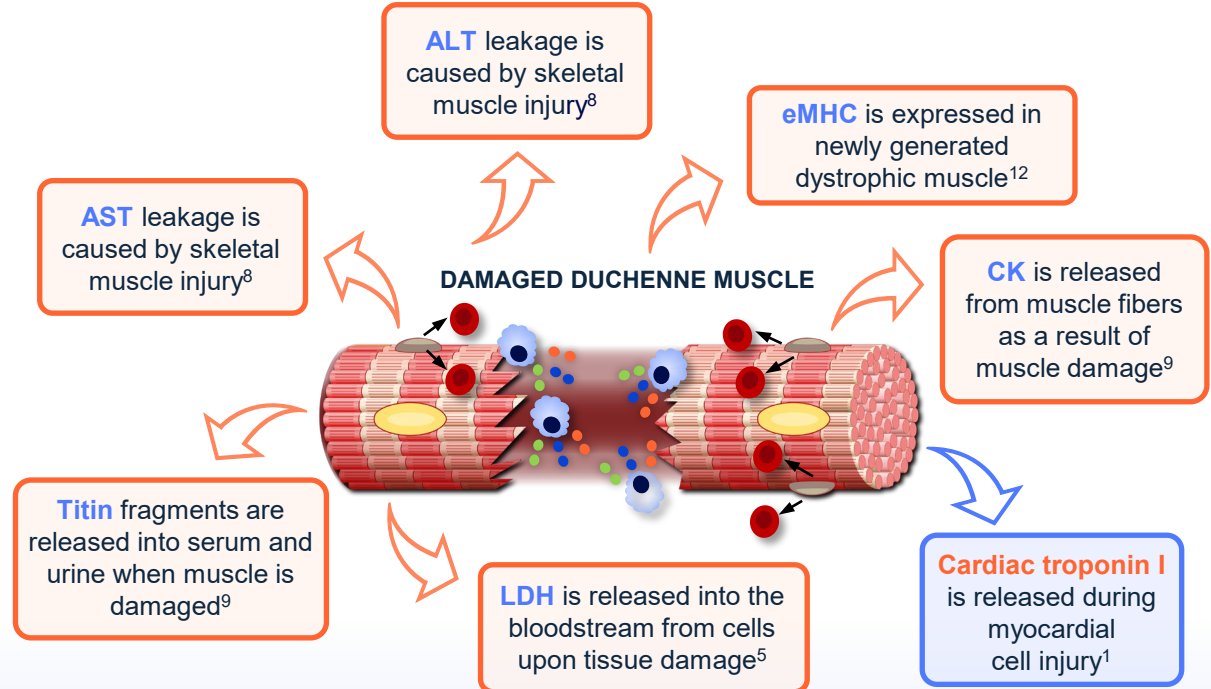 ALT leakage is
caused by skeletal
muscle injury⁸
eMHC is expressed in
newly generated
dystrophic muscle¹²
AST leakage is
caused by skeletal
muscle injury⁸
DAMAGED DUCHENNE MUSCLE
CK is released
from muscle fibers
as a result of
muscle damage⁹
Titin fragments are
released into serum and
urine when muscle is
damaged⁹
LDH is released into the
bloodstream from cells
upon tissue damage⁵
Cardiac troponin I
is released during
myocardial
cell injury¹